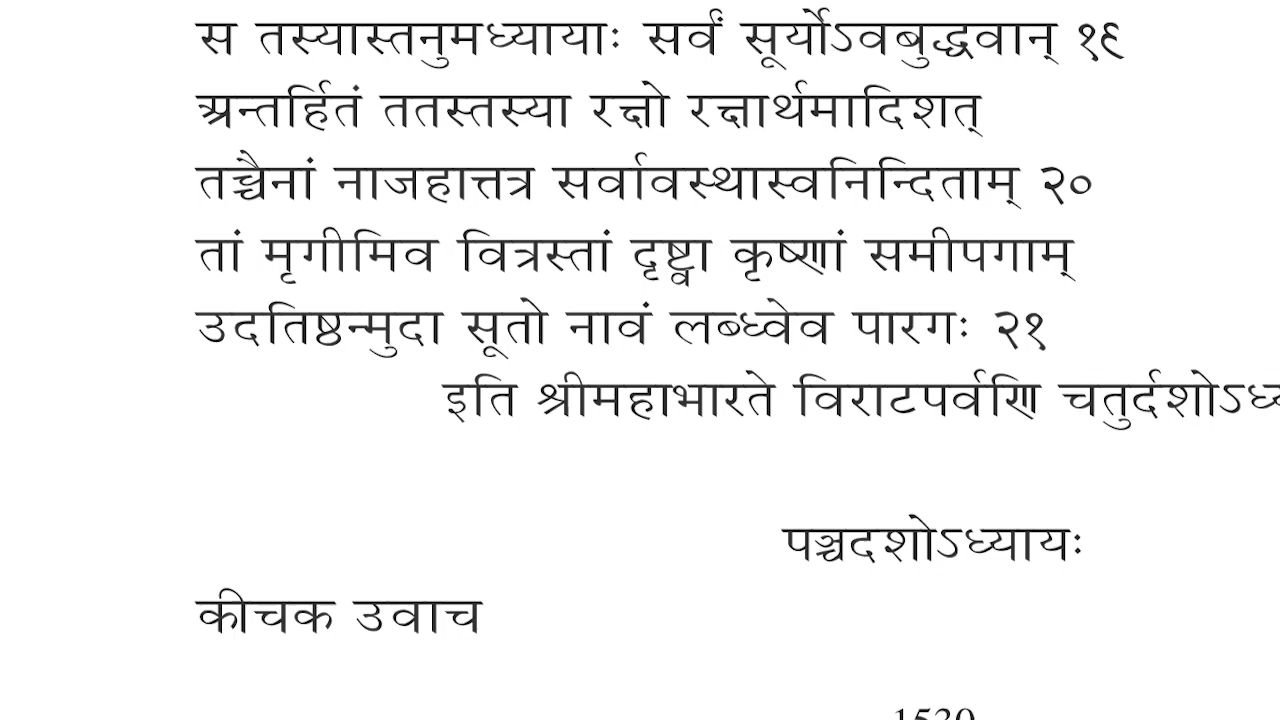 स तस्यास्तनुमध्यायाः सर्वं सूर्योऽवबुद्धवान् १९
अन्तर्हितं ततस्तस्या रक्षो रक्षार्थमादिशत्
तच्चैनां नाजहात्तत्र सर्वावस्थास्वनिन्दिताम् २०
तां मृगीमिव वित्रस्तां दृष्ट्वा कृष्णां समीपगाम्
उदतिष्ठन्मुदा सूतो नावं लब्ध्वेव पारगः २१
इति श्रीमहाभारते विराटपर्वणि चतुर्दशोऽध्
पञ्चदशोऽध्यायः
कीचक उवाच
1530